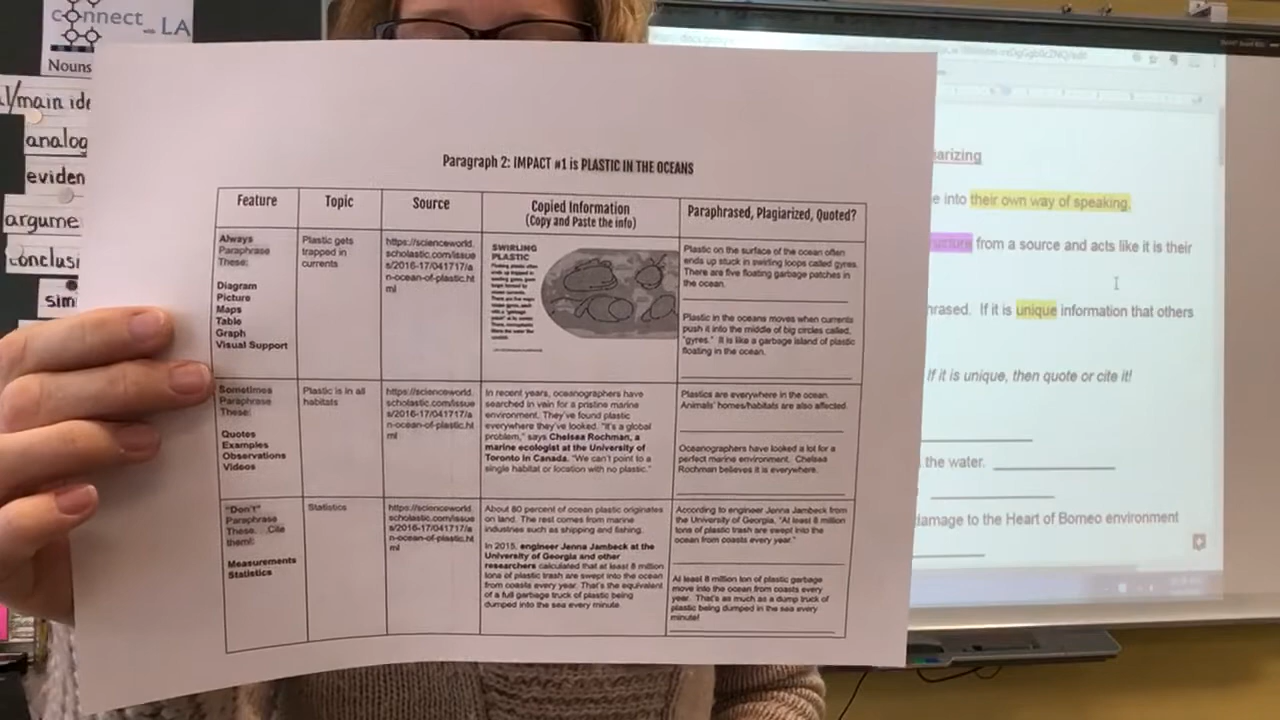 connect with LA
Nouns
l/main ide
analog
eviden
argume
conclusi
sim
Paragraph 2: IMPACT #1 is PLASTIC IN THE OCEANS
Feature
Topic
Source
Copied Information
(Copy and Paste the info)
Paraphrased, Plagiarized, Quoted?
Always
Paraphrase
These:
Diagram
Picture
Maps
Table
Graph
Visual Support
Plastic gets
trapped in
currents
https://scienceworld.
scholastic.com/issue
s/2016-17/041717/a
n-ocean-of-plastic.ht
ml
SWIRLING
PLASTIC
Plastic on the surface of the ocean often
ends up stuck in swirling loops called gyres.
There are five floating garbage patches in
the ocean.
Plastic in the oceans moves when currents
push it into the middle of big circles called,
"gyres." It is like a garbage island of plastic
floating in the ocean.
Sometimes
Paraphrase
These:
Quotes
Examples
Observations
Videos
Plastic is in all
habitats
https://scienceworld.
scholastic.com/issue
s/2016-17/041717/a
n-ocean-of-plastic.ht
ml
In recent years, oceanographers have
searched in vain for a pristine marine
environment. They've found plastic
everywhere they've looked. "It's a global
problem," says Chelsea Rochman, a
marine ecologist at the University of
Toronto in Canada. "We can't point to a
single habitat or location with no plastic."
Plastics are everywhere in the ocean.
Animals' homes/habitats are also affected.
Oceanographers have looked a lot for a
perfect marine environment. Chelsea
Rochman believes it is everywhere.
"Don't"
Paraphrase
These... Cite
them!:
Measurements
Statistics
Statistics
https://scienceworld.
scholastic.com/issue
s/2016-17/041717/a
n-ocean-of-plastic.ht
ml
About 80 percent of ocean plastic originates
on land. The rest comes from marine
industries such as shipping and fishing.
In 2015, engineer Jenna Jambeck at the
University of Georgia and other
researchers calculated that at least 8 million
tons of plastic trash are swept into the ocean
from coasts every year. That's the equivalent
of a full garbage truck of plastic being
dumped into the sea every minute.
According to engineer Jenna Jambeck from
the University of Georgia, "At least 8 million
tons of plastic trash are swept into the
ocean from coasts every year."
At least 8 million ton of plastic garbage
move into the ocean from coasts every
year. That's as much as a dump truck of
plastic being dumped in the sea every
minute!
arizing
e into their own way of speaking.
ructure from a source and acts like it is their
hrased. If it is unique information that others
If it is unique, then quote or cite it!
the water.
damage to the Heart of Borneo environment